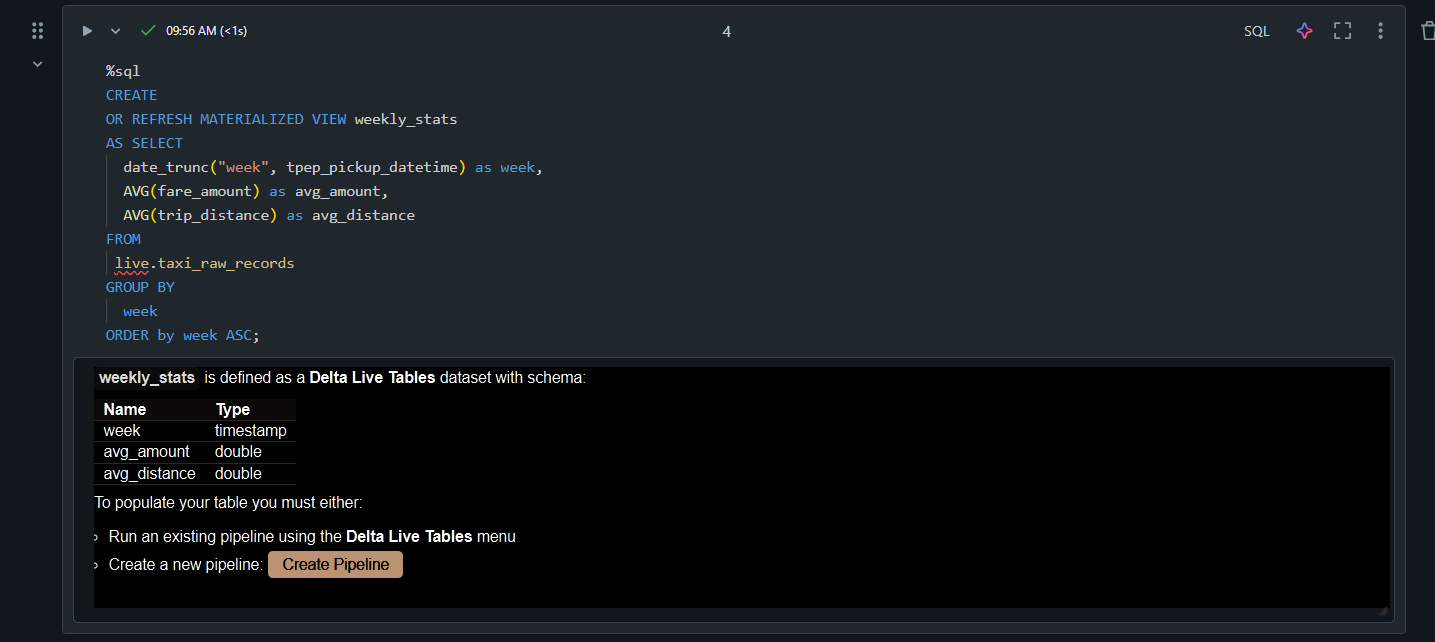 09:56 AM (<1s)
4
SQL
%sql
CREATE
OR REFRESH MATERIALIZED VIEW weekly_stats
AS SELECT
date_trunc("week", tpep_pickup_datetime) as week,
AVG(fare_amount) as avg_amount,
AVG(trip_distance) as avg_distance
FROM
live.taxi_raw_records
GROUP BY
week
ORDER by week ASC;
weekly_stats is defined as a Delta Live Tables dataset with schema:
Name Type
week timestamp
avg_amount double
avg_distance double
To populate your table you must either:
Run an existing pipeline using the Delta Live Tables menu
Create a new pipeline: Create Pipeline